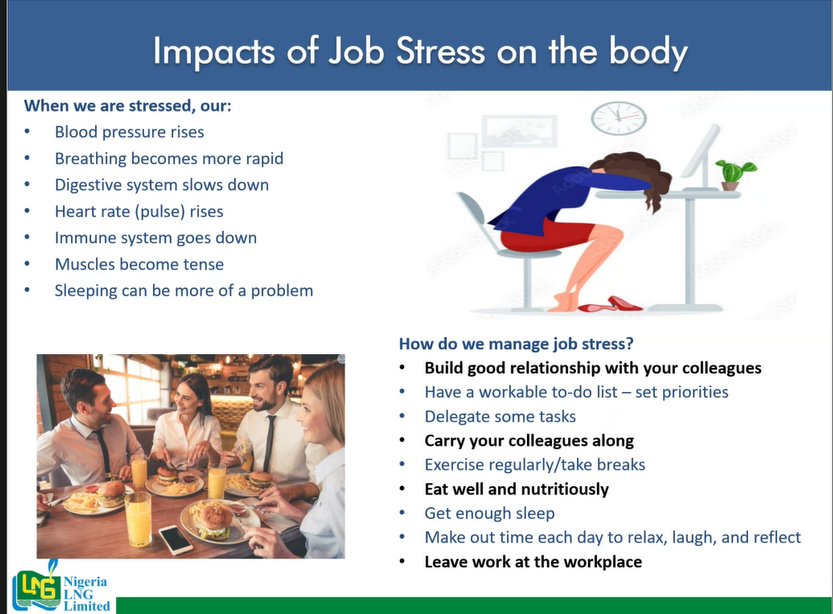 Impacts of Job Stress on the body
When we are stressed, our:
• Blood pressure rises
• Breathing becomes more rapid
• Digestive system slows down
• Heart rate (pulse) rises
• Immune system goes down
• Muscles become tense
• Sleeping can be more of a problem
How do we manage job stress?
• Build good relationship with your colleagues
• Have a workable to-do list – set priorities
• Delegate some tasks
• Carry your colleagues along
• Exercise regularly/take breaks
• Eat well and nutritiously
• Get enough sleep
• Make out time each day to relax, laugh, and reflect
• Leave work at the workplace
NLNG
Nigeria
LNG
Limited